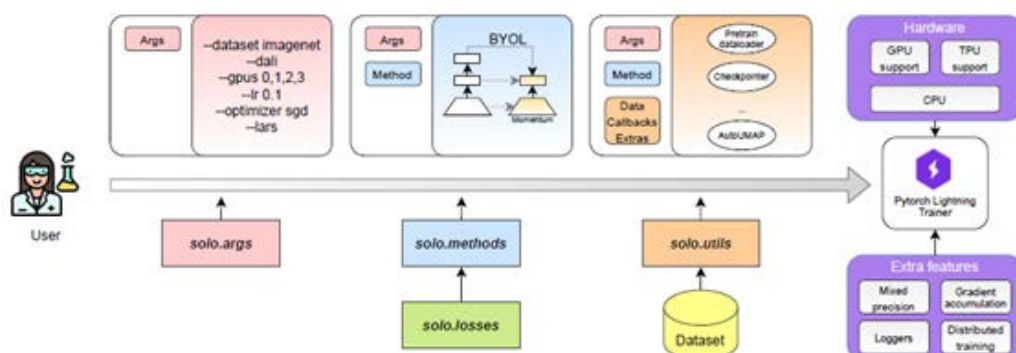 Args
--dataset imagenet
--dali
--gpus 0,1,2,3
--lr 0.1
--optimizer sgd
--lars
Args
Method
BYOL
Momentum
Args
Method
Data
Callbacks
Extras
Pretrain
dataloader
Checkpointer
...
AutoUMAP
Hardware
GPU
support
TPU
support
CPU
User
Pytorch Lightning
Trainer
solo.args
solo.methods
solo.utils
solo.losses
Dataset
Extra features
Mixed
precision
Gradient
accumulation
Loggers
Distributed
training